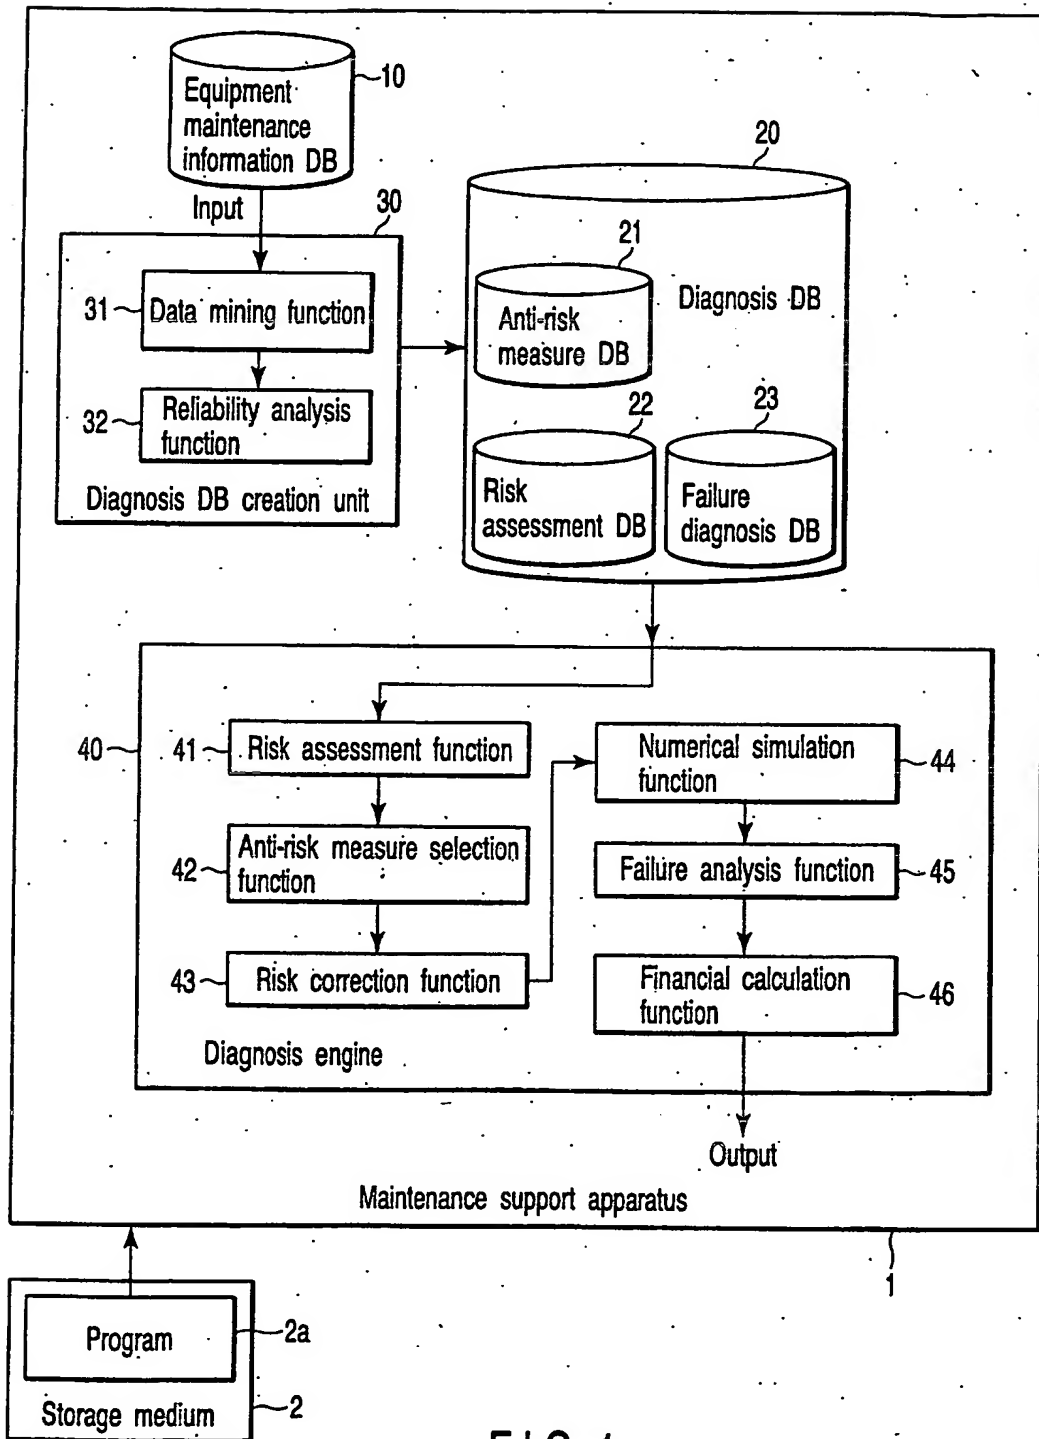 10
Equipment
maintenance
information DB
Input
30
31
Data mining function
32
Reliability analysis
function
Diagnosis DB creation unit
20
21
Diagnosis DB
Anti-risk
measure DB
22
23
Risk
assessment DB
Failure
diagnosis DB
40
41
Risk assessment function
42
Anti-risk measure selection
function
43
Risk correction function
Numerical simulation
function
44
Failure analysis function
45
Financial calculation
function
46
Diagnosis engine
Output
Maintenance support apparatus
1
Program
2a
Storage medium
2